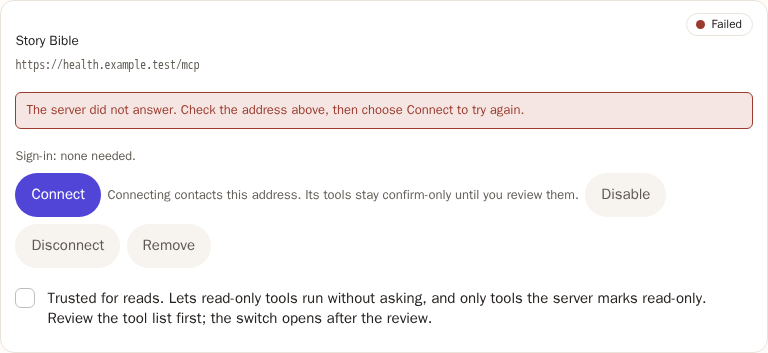 Failed
Story Bible
https://health.example.test/mcp
The server did not answer. Check the address above, then choose Connect to try again.
Sign-in: none needed.
Connect Connecting contacts this address. Its tools stay confirm-only until you review them. Disable
Disconnect Remove
Trusted for reads. Lets read-only tools run without asking, and only tools the server marks read-only.
Review the tool list first; the switch opens after the review.